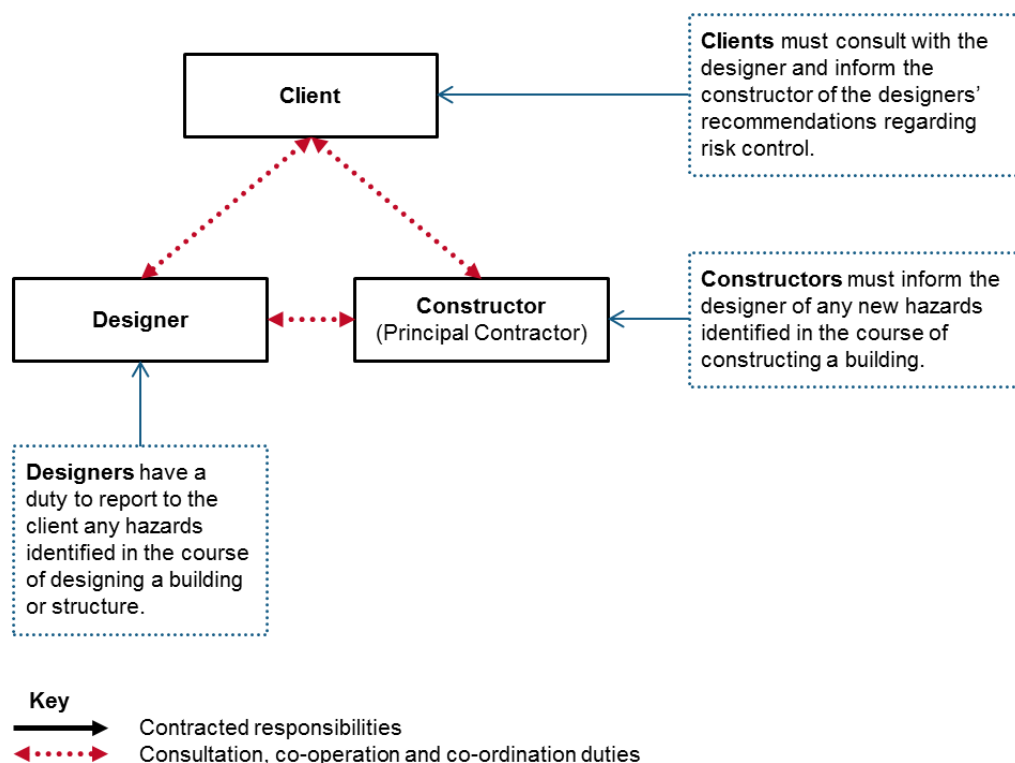 Client
Clients must consult with the
designer and inform the
constructor of the designers’
recommendations regarding
risk control.
Designer
Constructor
(Principal Contractor)
Constructors must inform the
designer of any new hazards
identified in the course of
constructing a building.
Designers have a
duty to report to the
client any hazards
identified in the course
of designing a building
or structure.
Key
Contracted responsibilities
Consultation, co-operation and co-ordination duties